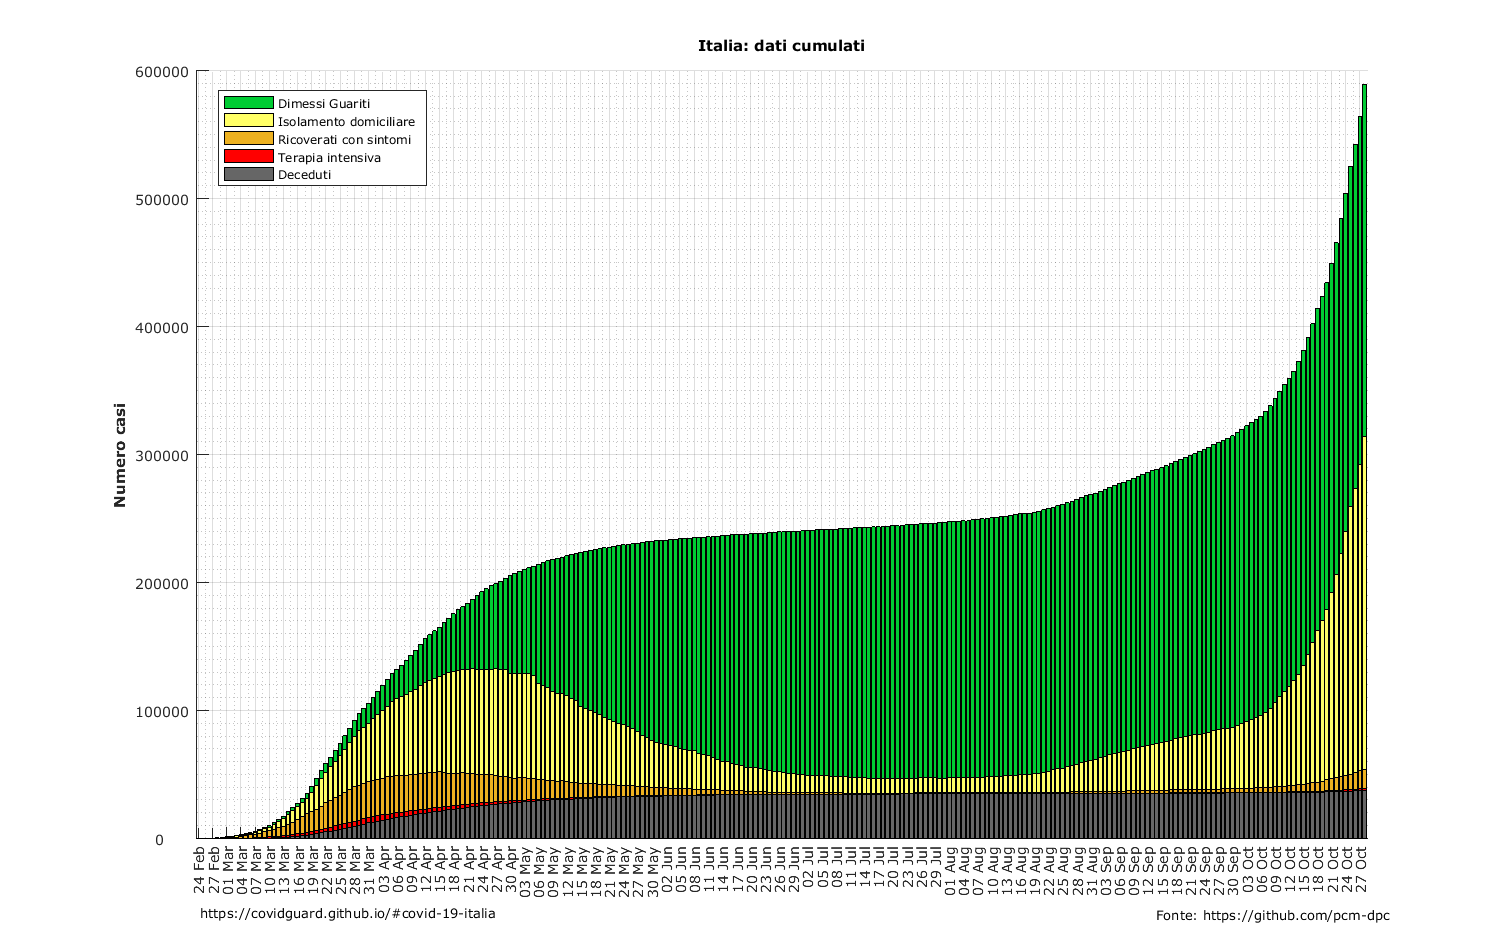 Italia: dati cumulati
600000
500000
400000
300000
200000
100000
0
Numero casi
Dimessi Guariti
Isolamento domiciliare
Ricoverati con sintomi
Terapia intensiva
Deceduti
24 Feb
27 Feb
01 Mar
04 Mar
07 Mar
10 Mar
13 Mar
16 Mar
19 Mar
22 Mar
25 Mar
28 Mar
31 Mar
03 Apr
06 Apr
09 Apr
12 Apr
15 Apr
18 Apr
21 Apr
24 Apr
27 Apr
30 Apr
03 May
06 May
09 May
12 May
15 May
18 May
21 May
24 May
27 May
30 May
02 Jun
05 Jun
08 Jun
11 Jun
14 Jun
17 Jun
20 Jun
23 Jun
26 Jun
29 Jun
02 Jul
05 Jul
08 Jul
11 Jul
14 Jul
17 Jul
20 Jul
23 Jul
26 Jul
29 Jul
01 Aug
04 Aug
07 Aug
10 Aug
13 Aug
16 Aug
19 Aug
22 Aug
25 Aug
28 Aug
31 Aug
03 Sep
06 Sep
09 Sep
12 Sep
15 Sep
18 Sep
21 Sep
24 Sep
27 Sep
30 Sep
03 Oct
06 Oct
09 Oct
12 Oct
15 Oct
18 Oct
21 Oct
24 Oct
27 Oct
https://covidguard.github.io/#covid-19-italia
Fonte: https://github.com/pcm-dpc